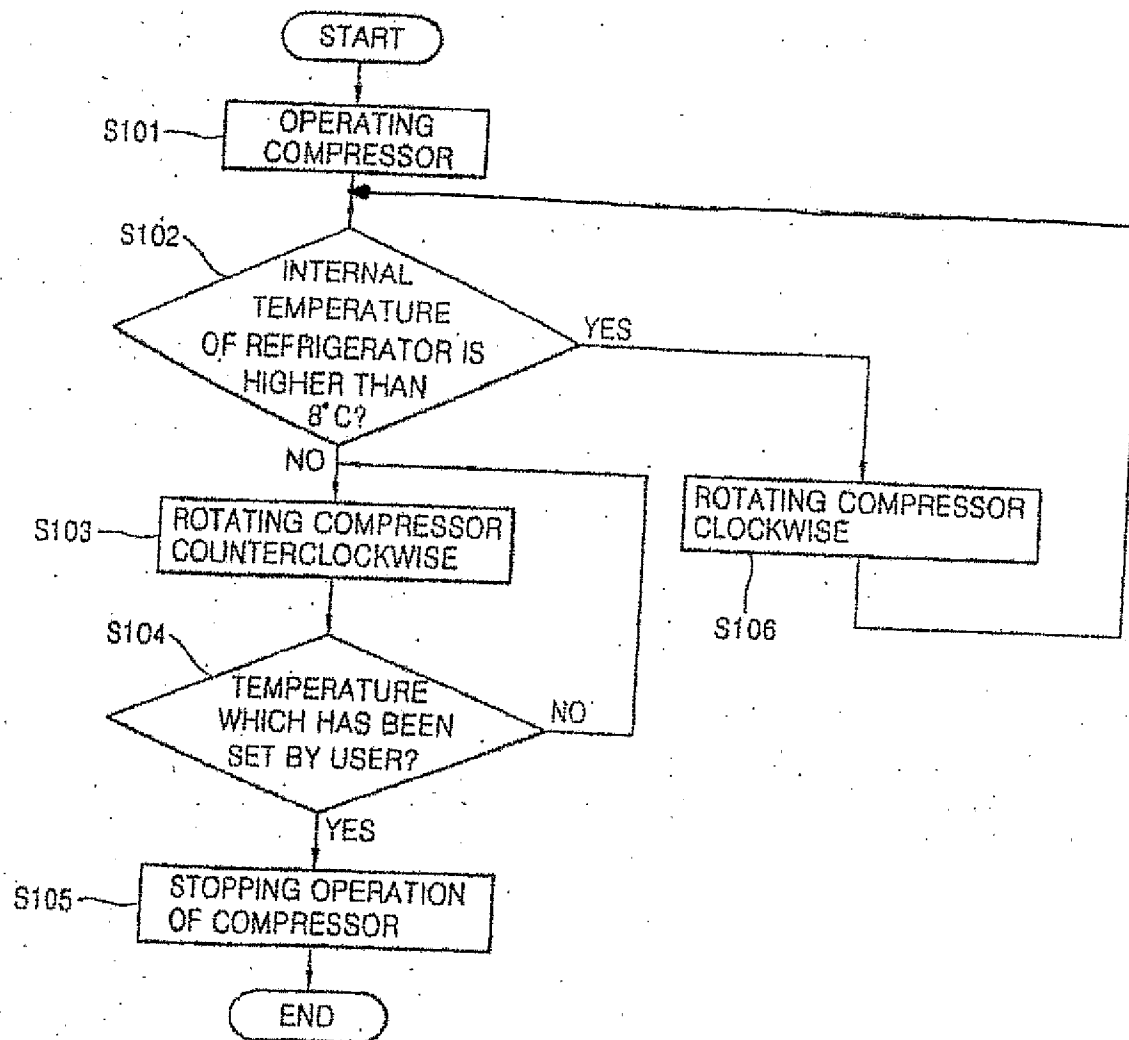 START
S101
OPERATING
COMPRESSOR
S102
INTERNAL
TEMPERATURE
OF REFRIGERATOR IS
HIGHER THAN
8°C?
YES
NO
S103
ROTATING COMPRESSOR
COUNTERCLOCKWISE
ROTATING COMPRESSOR
CLOCKWISE
S106
S104
TEMPERATURE
WHICH HAS BEEN
SET BY USER?
NO
YES
S105
STOPPING OPERATION
OF COMPRESSOR
END